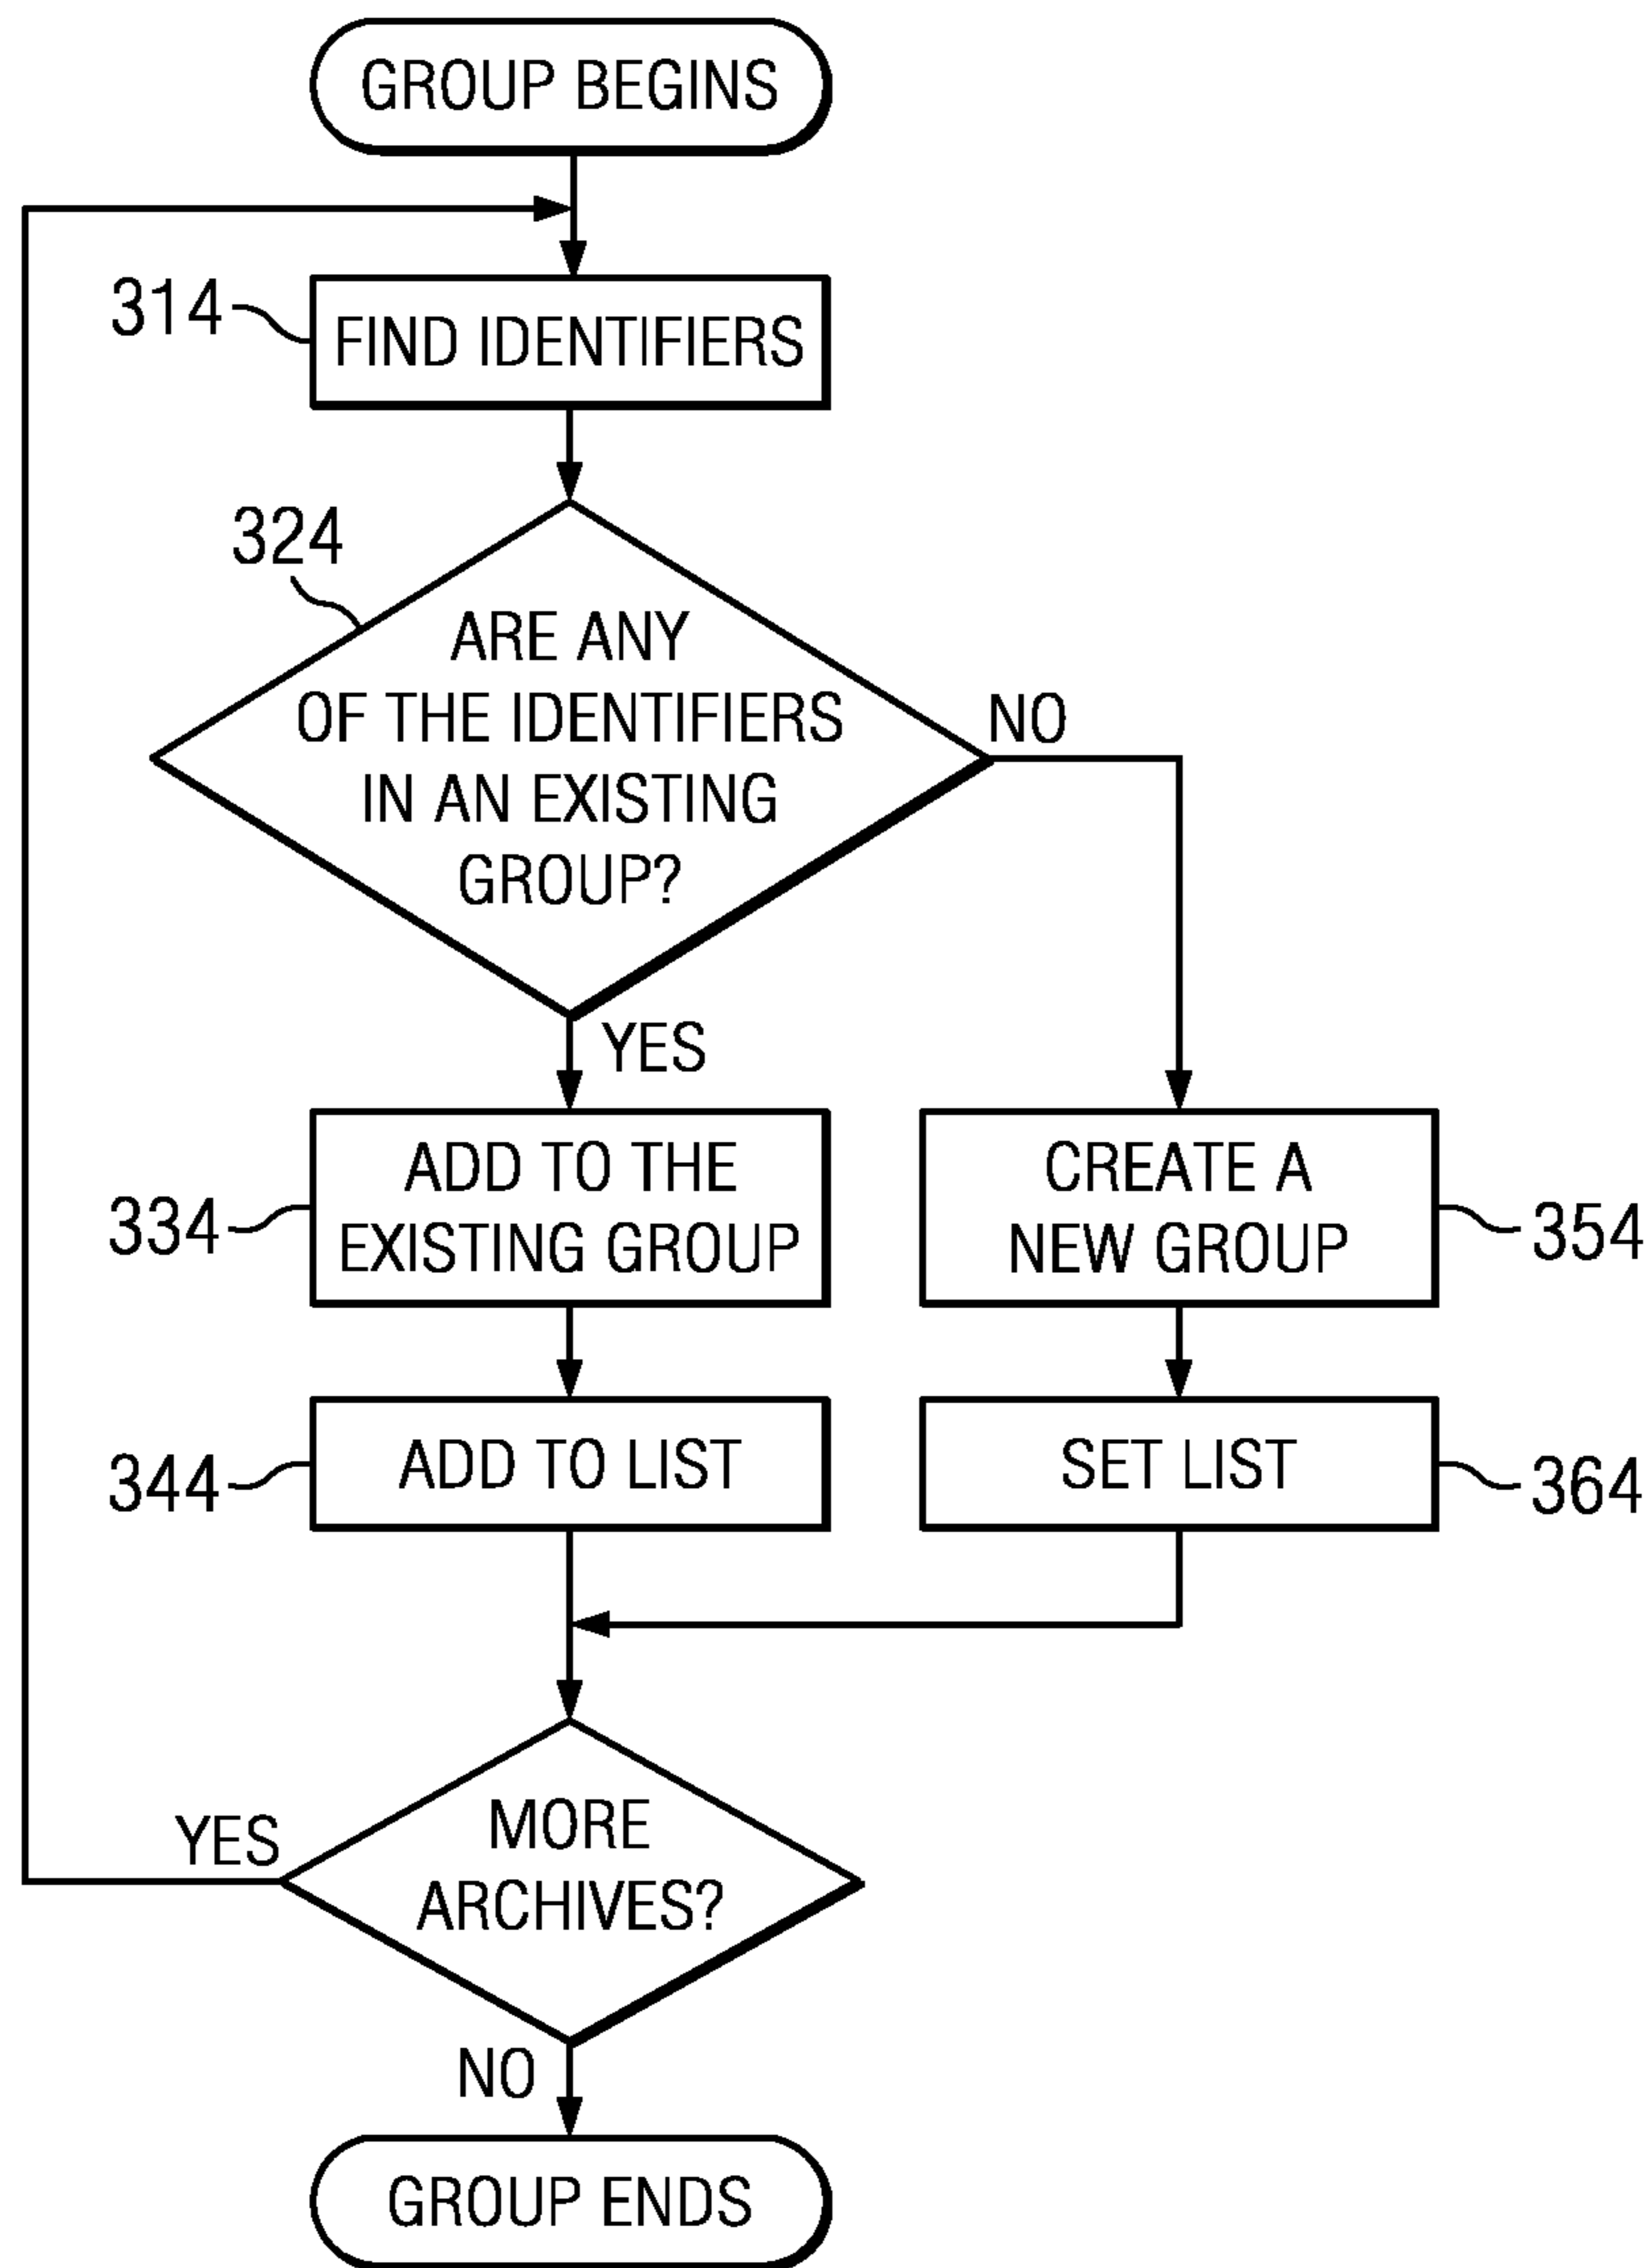 GROUP BEGINS
314
FIND IDENTIFIERS
324
ARE ANY
OF THE IDENTIFIERS
IN AN EXISTING
GROUP?
NO
YES
334
ADD TO THE
EXISTING GROUP
CREATE A
NEW GROUP
354
344
ADD TO LIST
SET LIST
364
YES
MORE
ARCHIVES?
NO
GROUP ENDS